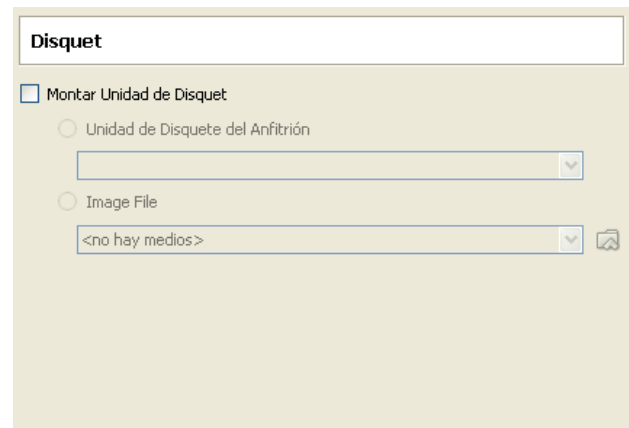 Disquet
Montar Unidad de Disquet
Unidad de Disquete del Anfitrión
Image File
<no hay medios>